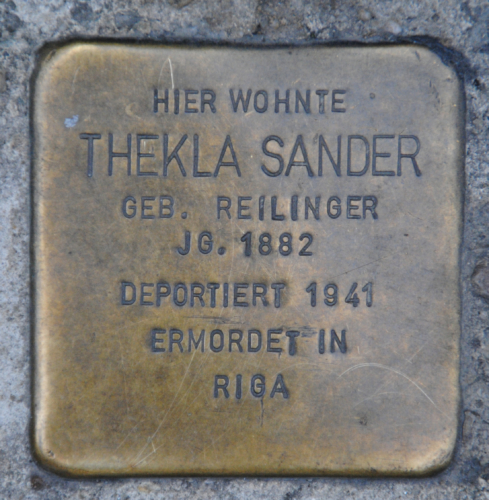 HIER WOHNTE
THEKLA SANDER
GEB. REILINGER
JG. 1882
DEPORTIERT 1941
ERMORDET IN
RIGA